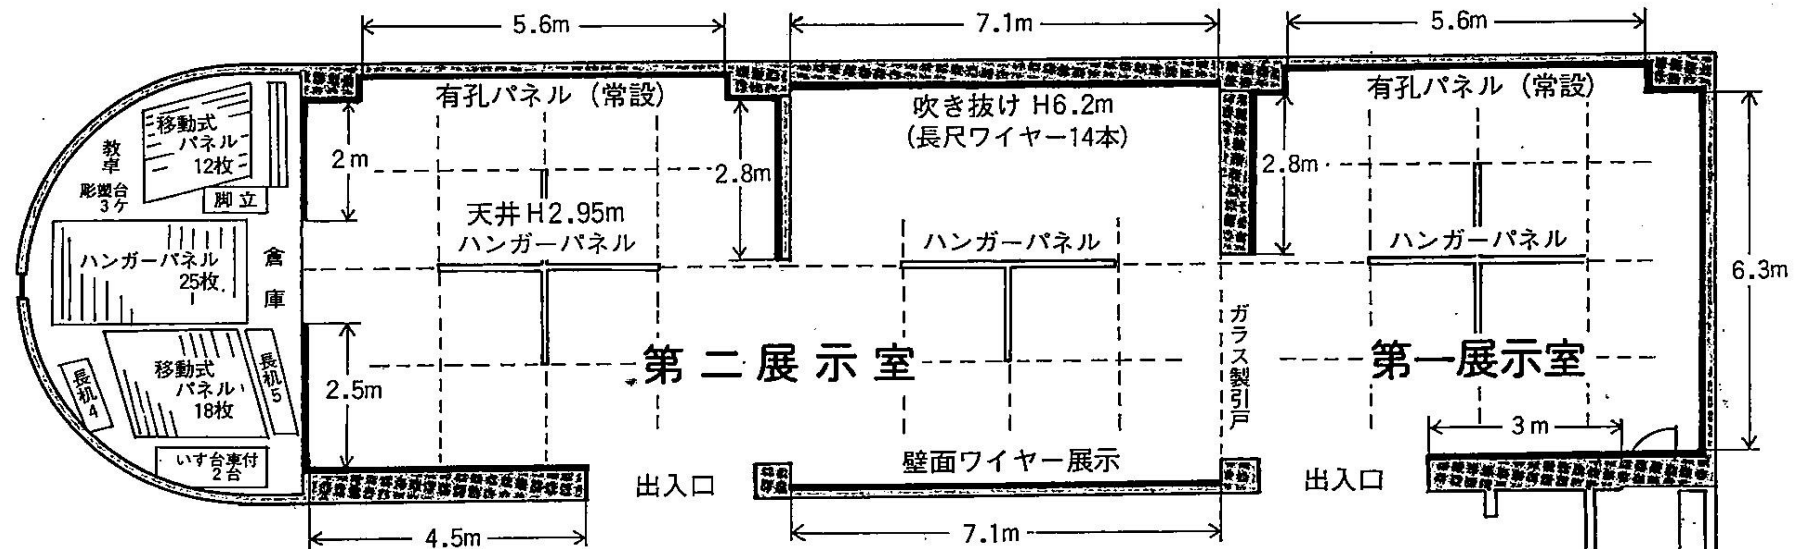 5.6m
7.1m
5.6m
有孔パネル（常設）
吹き抜け H6.2m
（長尺ワイヤー14本）
有孔パネル（常設）
移動式
パネル
12枚
教卓
彫塑台
3ケ
脚立
2m
2.8m
2.8m
天井H2.95m
ハンガーパネル
ハンガーパネル
ハンガーパネル
ハンガーパネル
25枚
倉庫
6.3m
ガラス製引戸
第二展示室
第一展示室
移動式
パネル
18枚
長机4
長机5
2.5m
いす台車付
2台
3m
壁面ワイヤー展示
出入口
出入口
4.5m
7.1m